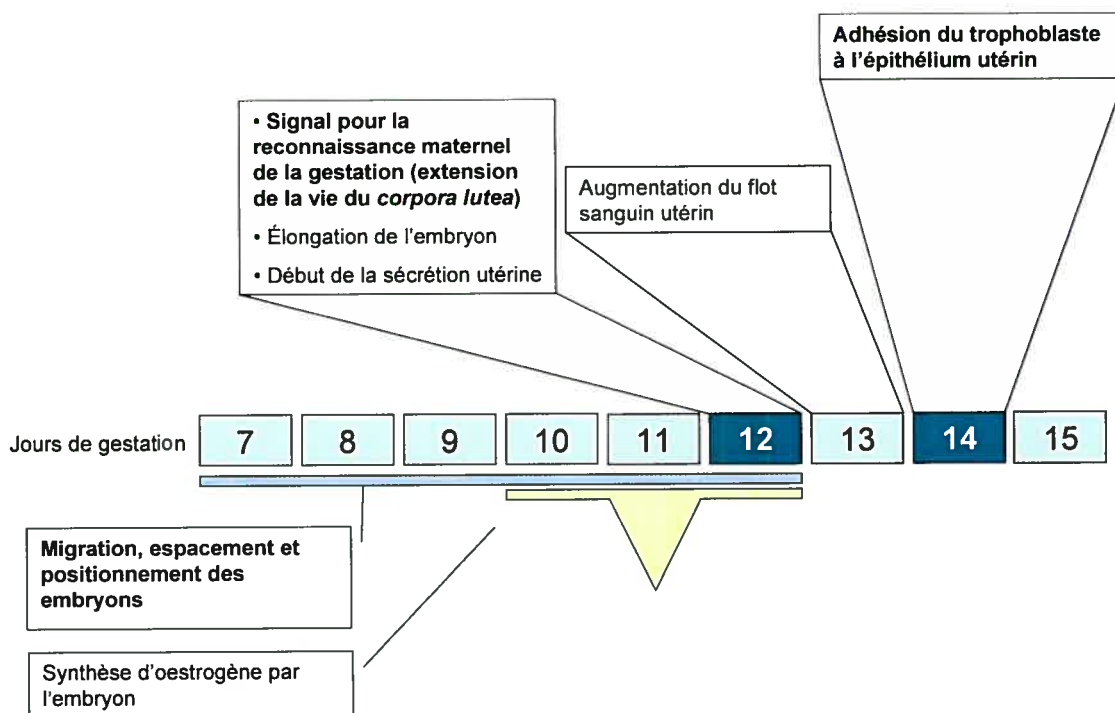 Adhésion du trophoblaste
à l'épithélium utérin
• Signal pour la
reconnaissance maternel
de la gestation (extension
de la vie du corpora lutea)
• Élongation de l'embryon
• Début de la sécrétion utérine
Augmentation du flot
sanguin utérin
Jours de gestation 7 8 9 10 11 12 13 14 15
Migration, espacement et
positionnement des
embryons
Synthèse d'oestrogène par
l'embryon